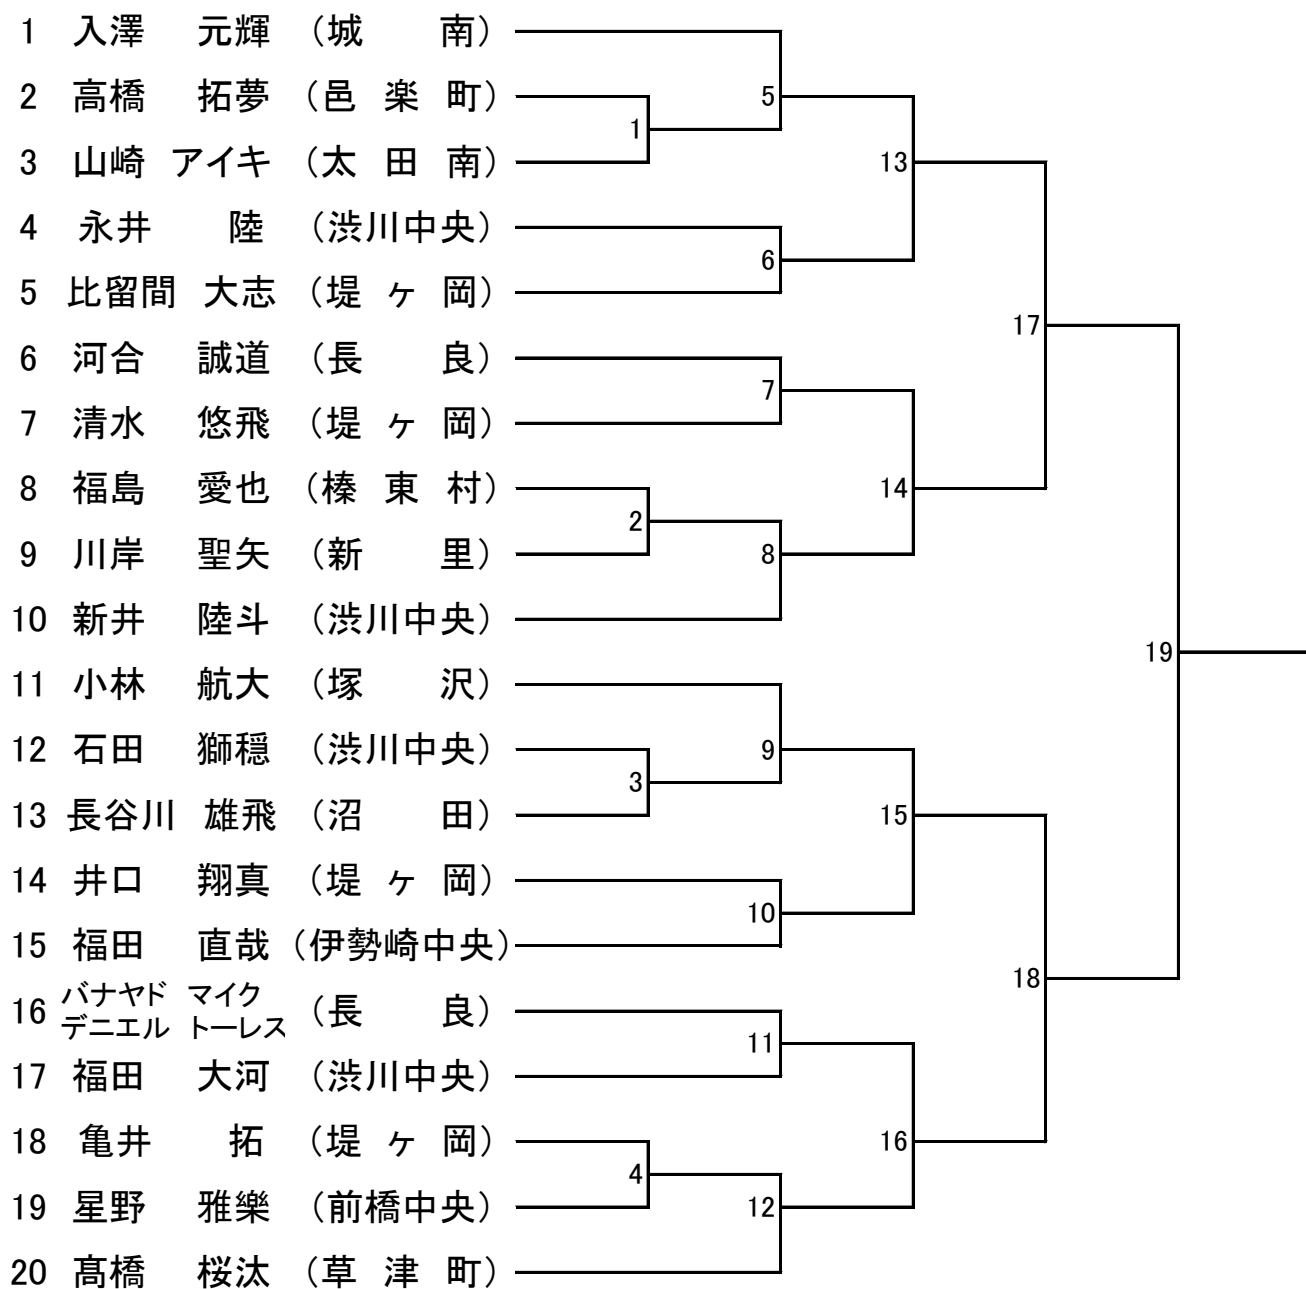 1 入澤 元輝 （城 南）
2 高橋 拓夢 （邑 楽 町）
3 山崎 アイキ （太 田 南）
4 永井 陸 （渋川中央）
5 比留間 大志 （堤 ヶ 岡）
6 河合 誠道 （長 良）
7 清水 悠飛 （堤 ヶ 岡）
8 福島 愛也 （榛 東 村）
9 川岸 聖矢 （新 里）
10 新井 陸斗 （渋川中央）
11 小林 航大 （塚 沢）
12 石田 獅穏 （渋川中央）
13 長谷川 雄飛 （沼 田）
14 井口 翔真 （堤 ヶ 岡）
15 福田 直哉 （伊勢崎中央）
16 バナヤド マイク
デニエル トーレス （長 良）
17 福田 大河 （渋川中央）
18 亀井 拓 （堤 ヶ 岡）
19 星野 雅樂 （前橋中央）
20 髙橋 桜汰 （草 津 町）
1
2
3
4
5
6
7
8
9
10
11
12
13
14
15
16
17
18
19